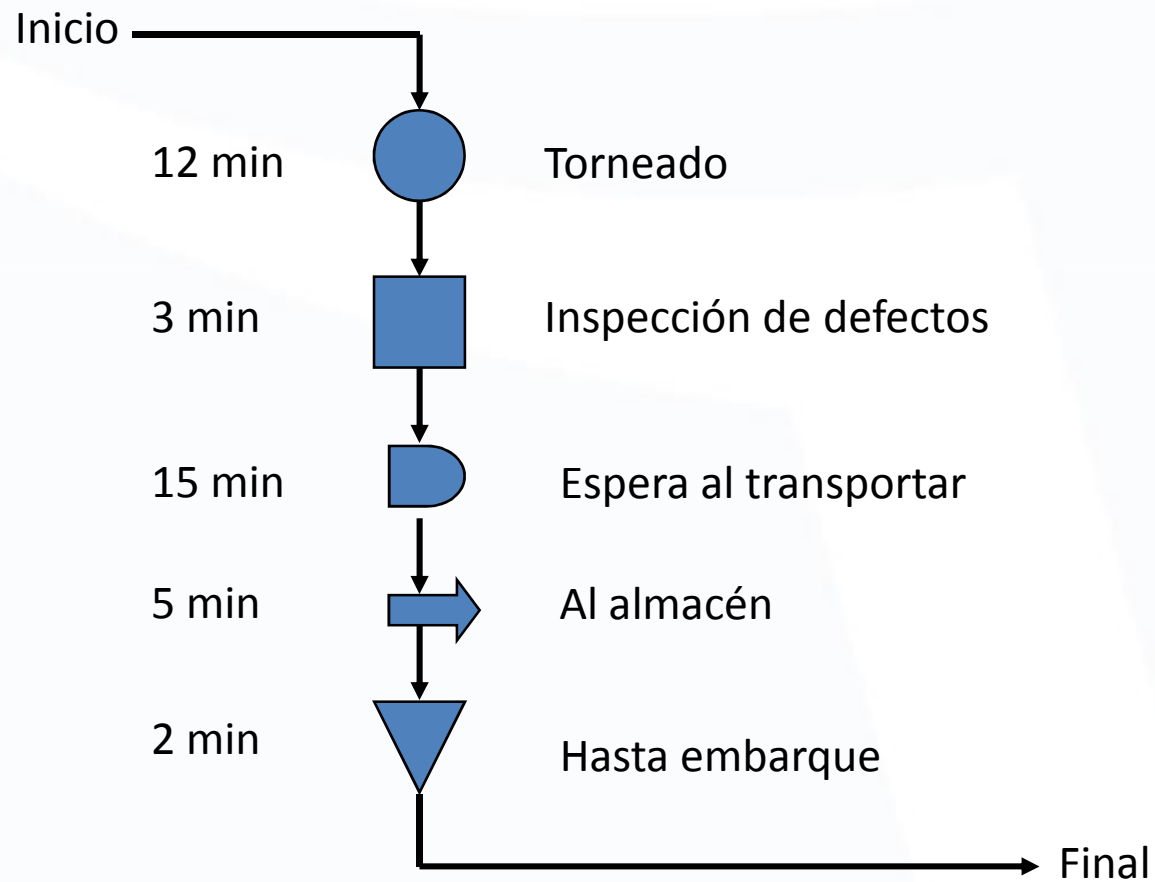 Inicio
12 min Torneado
3 min Inspección de defectos
15 min Espera al transportar
5 min Al almacén
2 min Hasta embarque
Final